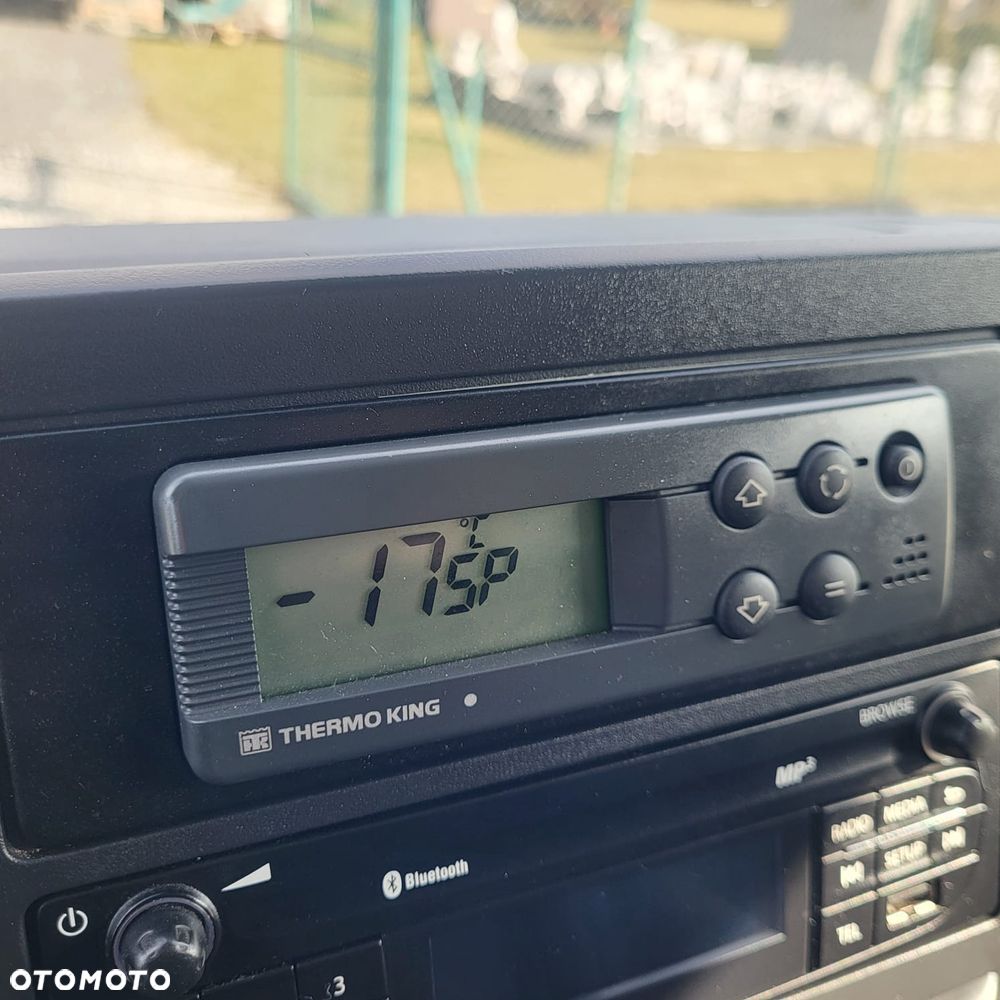 °C
-17SP
THERMO KING
BROWSE
MP3
RADIO
MEDIA
SETUP
TEL
Bluetooth
3
OTOMOTO